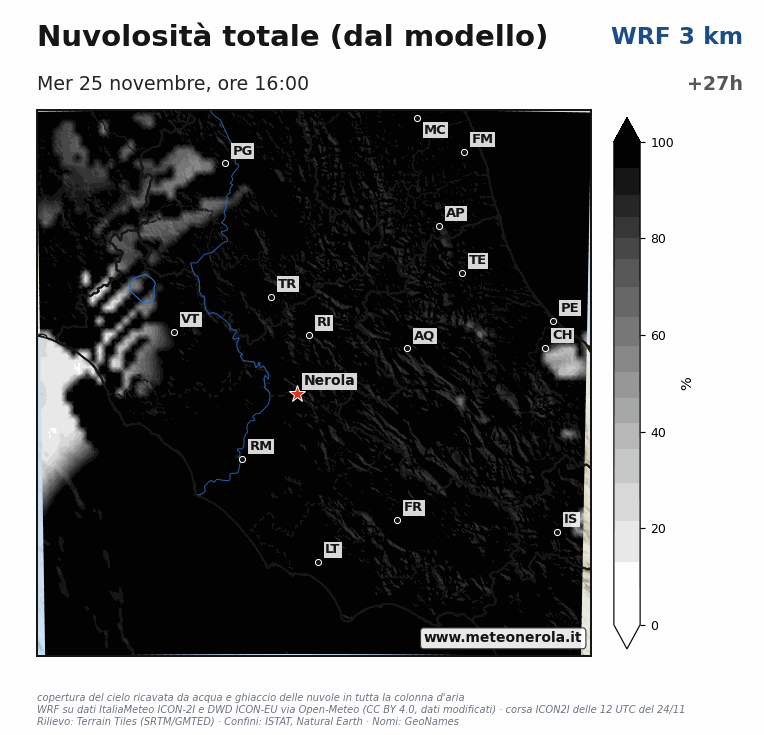 Nuvolosità totale (dal modello)
WRF 3 km
Mer 25 novembre, ore 16:00
+27h
MC
FM
PG
AP
TE
TR
PE
VT
RI
AQ
CH
Nerola
RM
FR
IS
LT
www.meteonerola.it
100
80
60
40
20
0
%
copertura del cielo ricavata da acqua e ghiaccio delle nuvole in tutta la colonna d'aria
WRF su dati ItaliaMeteo ICON-2I e DWD ICON-EU via Open-Meteo (CC BY 4.0, dati modificati) · corsa ICON2I delle 12 UTC del 24/11
Rilievo: Terrain Tiles (SRTM/GMTED) · Confini: ISTAT, Natural Earth · Nomi: GeoNames